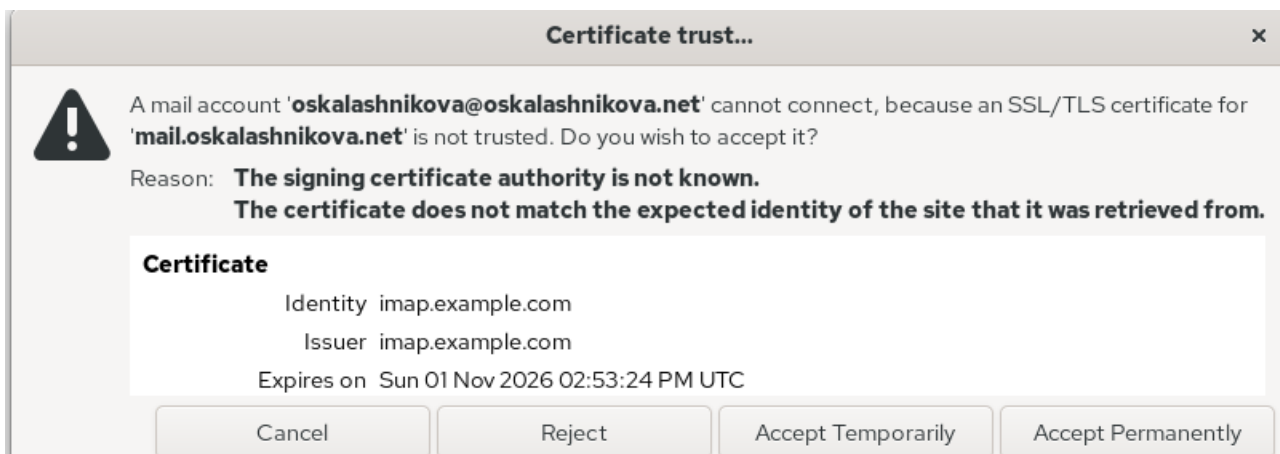 Certificate trust...
×
A mail account 'oskalashnikova@oskalashnikova.net' cannot connect, because an SSL/TLS certificate for
'mail.oskalashnikova.net' is not trusted. Do you wish to accept it?
Reason: The signing certificate authority is not known.
The certificate does not match the expected identity of the site that it was retrieved from.
Certificate
Identity imap.example.com
Issuer imap.example.com
Expires on Sun 01 Nov 2026 02:53:24 PM UTC
Cancel Reject Accept Temporarily Accept Permanently